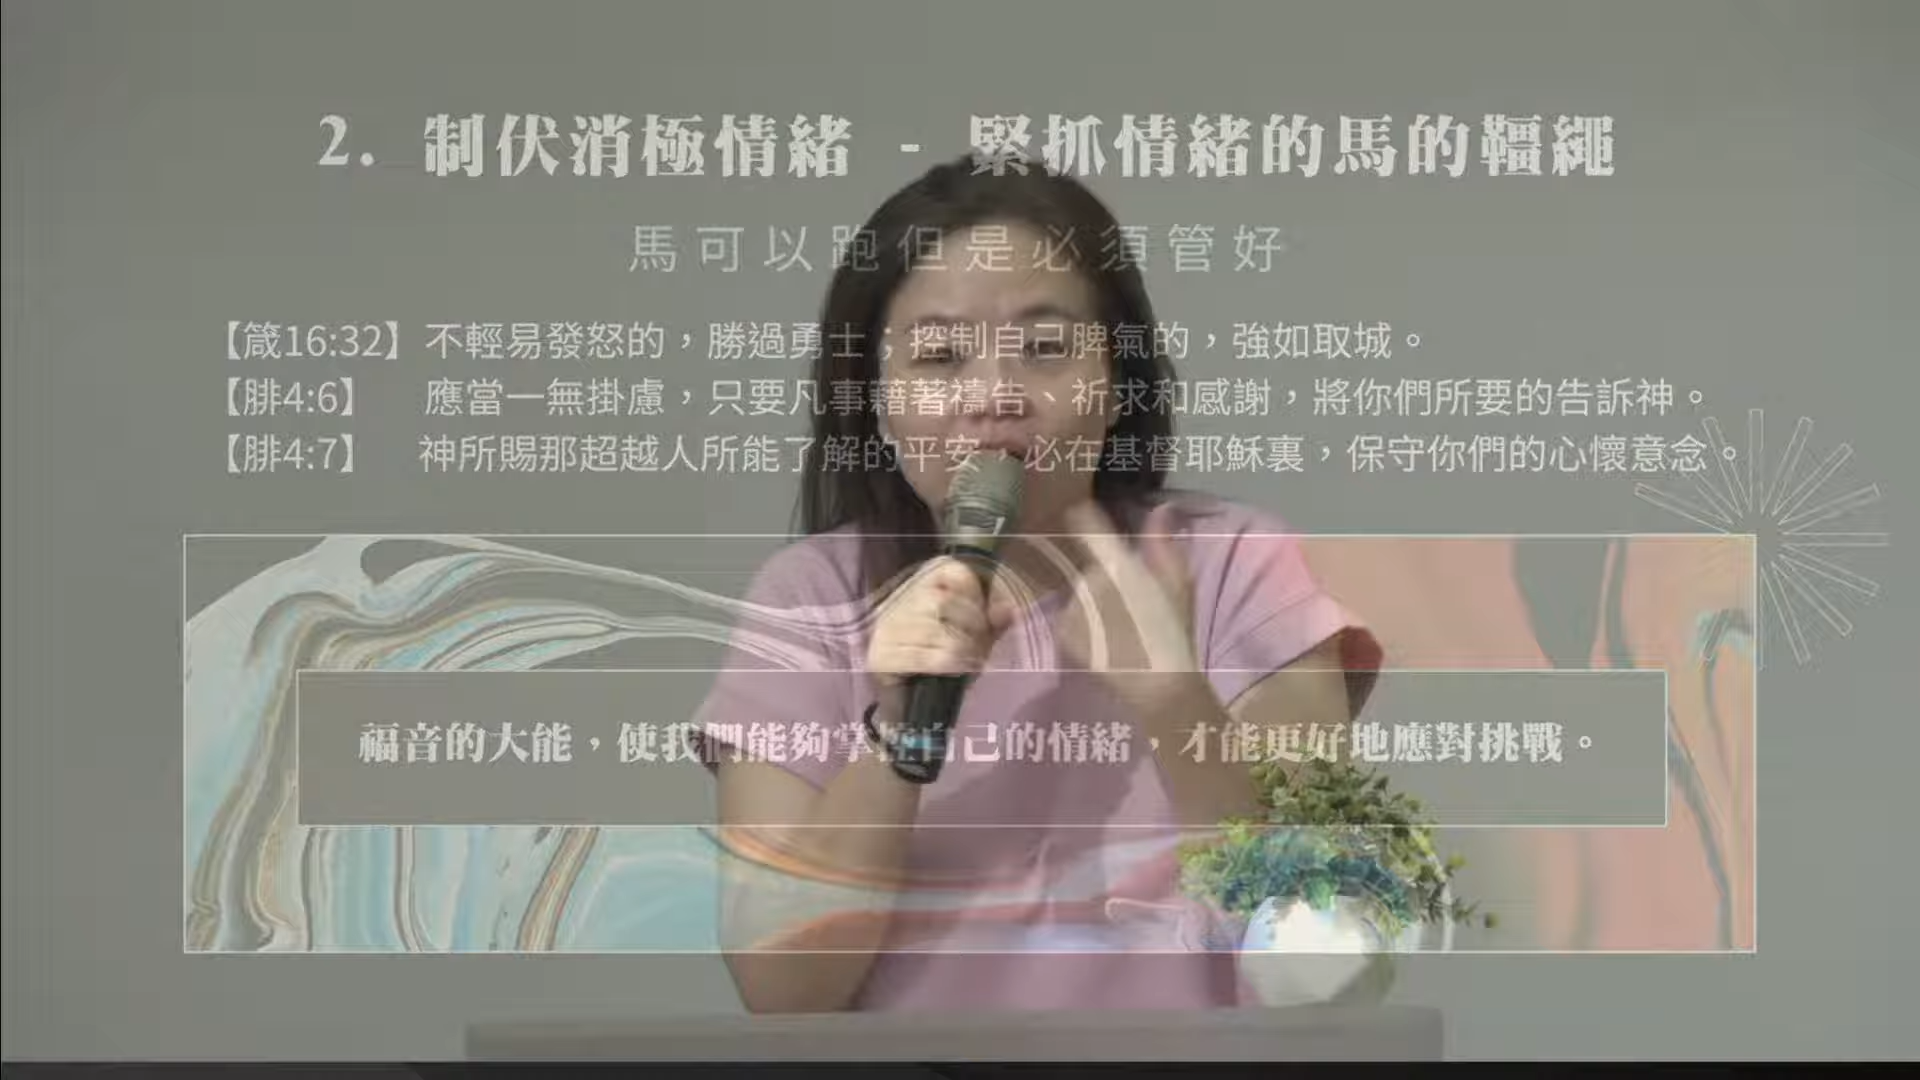 2. 制伏消極情緒 - 緊抓情緒的馬的韁繩
馬可以跑但是必須管好
【箴16:32】不輕易發怒的，勝過勇士；控制自己脾氣的，強如取城。
【腓4:6】 應當一無掛慮，只要凡事藉著禱告、祈求和感謝，將你們所要的告訴神。
【腓4:7】 神所賜那超越人所能了解的平安，必在基督耶穌裏，保守你們的心懷意念。
福音的大能，使我們能夠掌控自己的情緒，才能更好地應對挑戰。